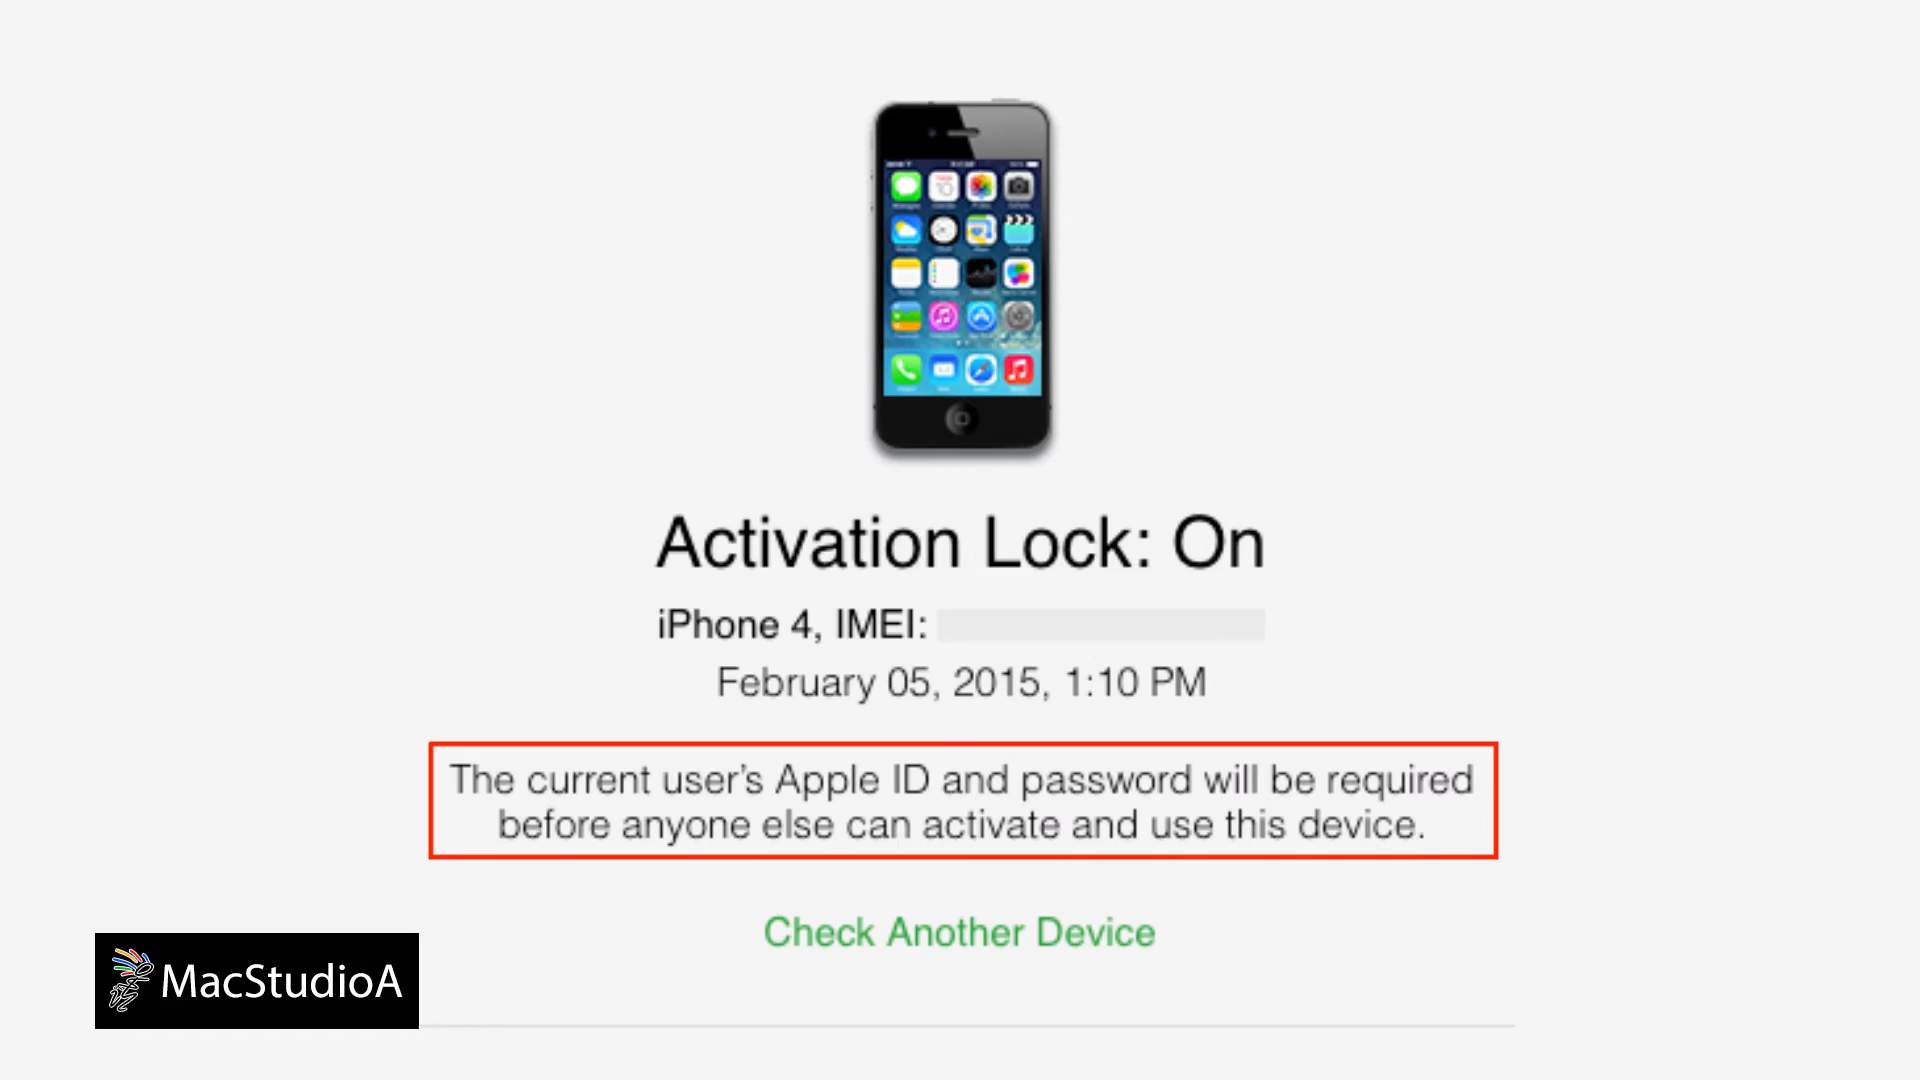 Activation Lock: On
iPhone 4, IMEI:
February 05, 2015, 1:10 PM
The current user's Apple ID and password will be required
before anyone else can activate and use this device.
Check Another Device
MacStudioA